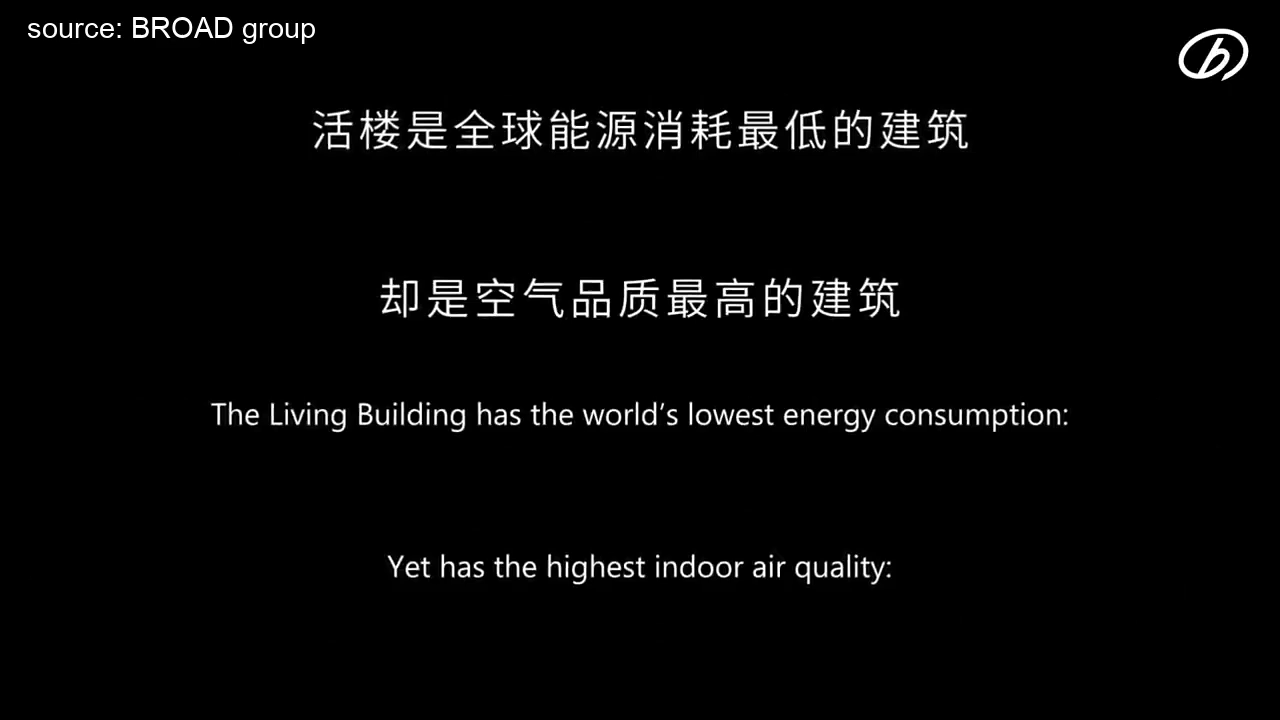 source: BROAD group
活楼是全球能源消耗最低的建筑
却是空气品质最高的建筑
The Living Building has the world's lowest energy consumption:
Yet has the highest indoor air quality: